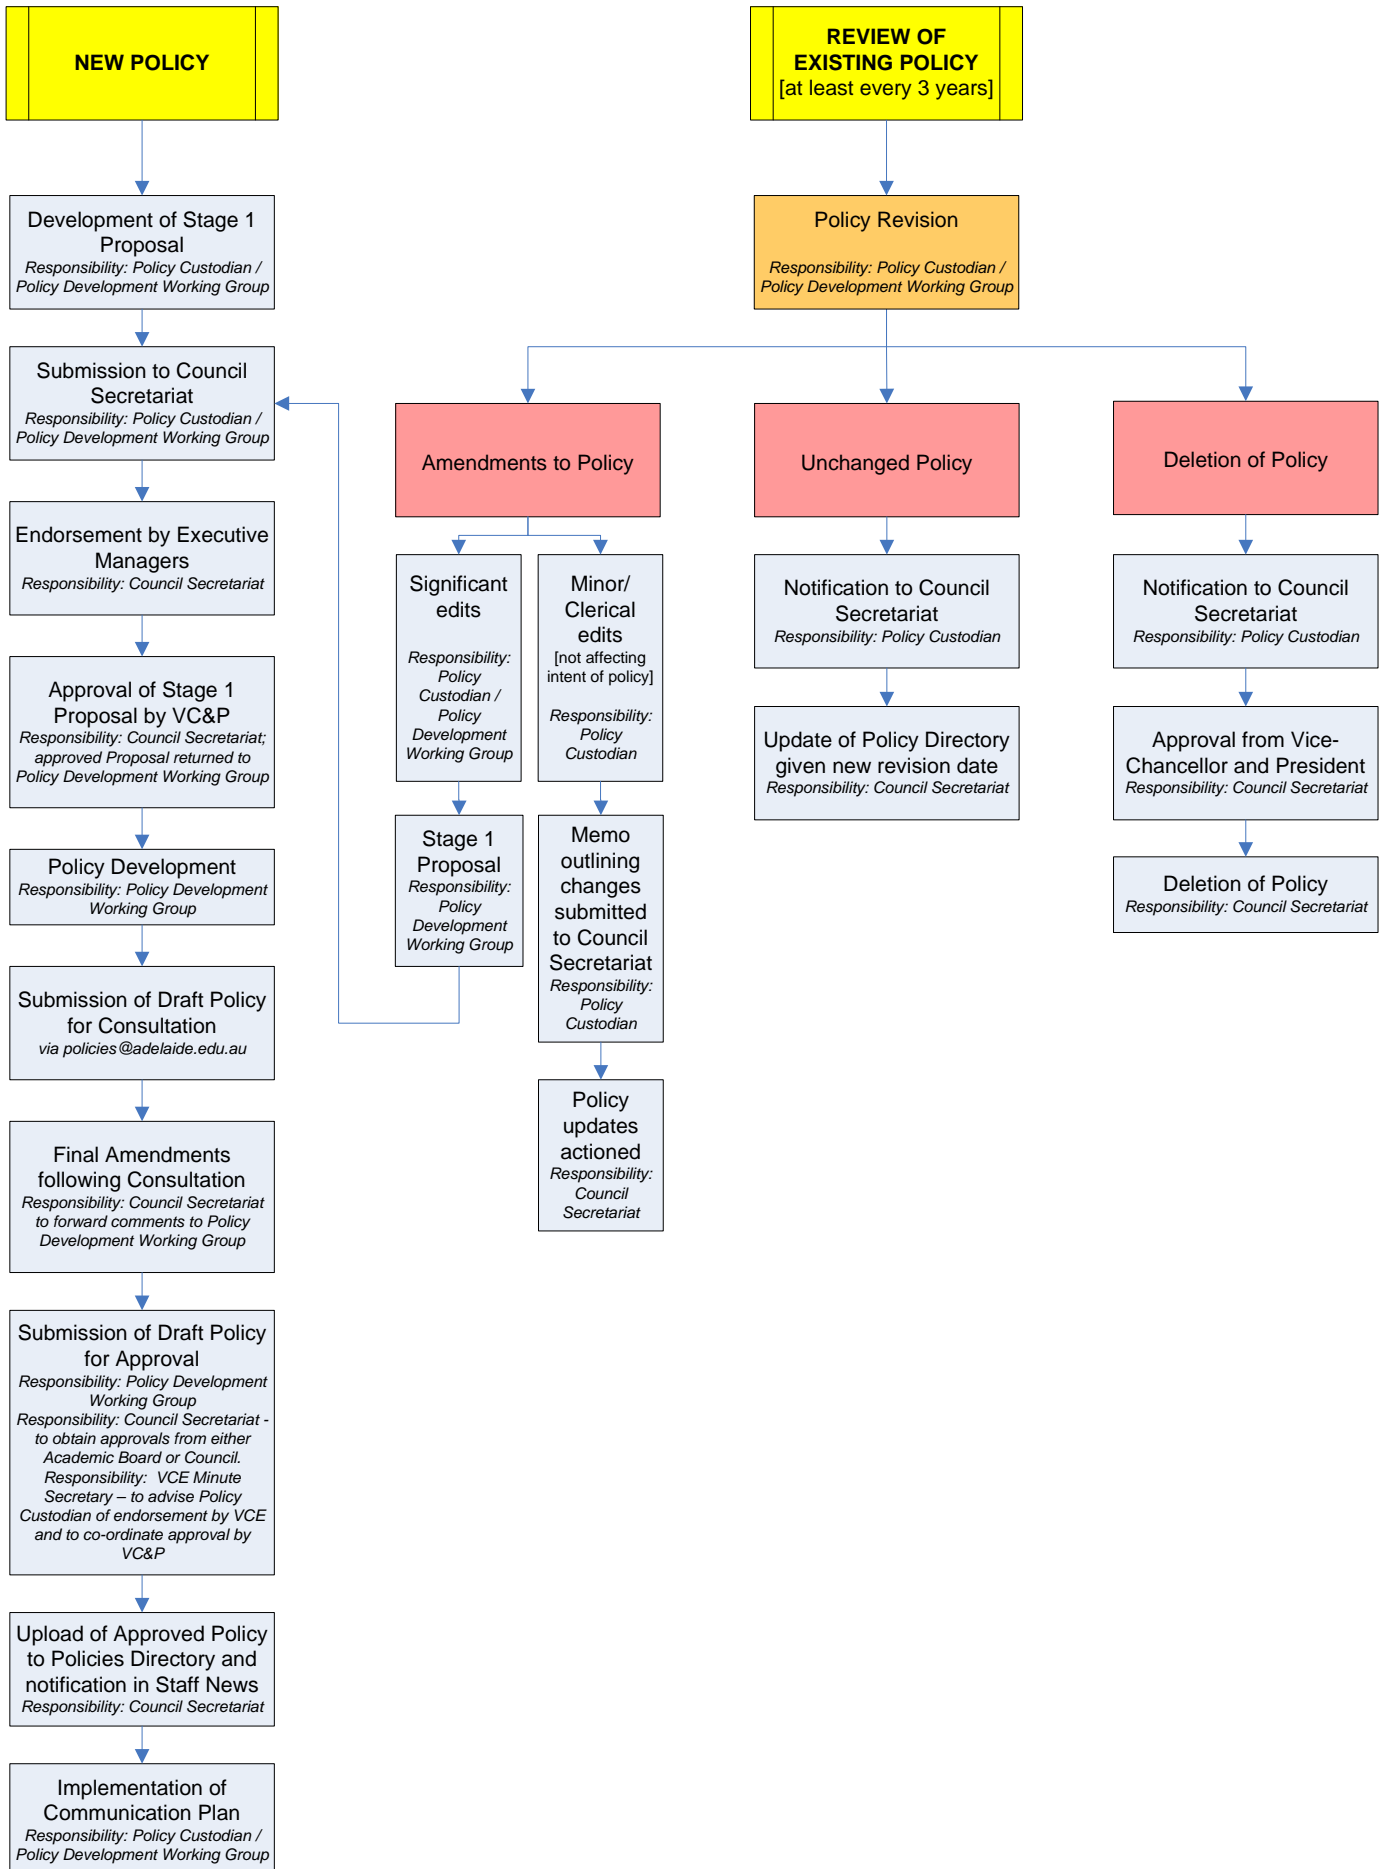 NEW POLICY
Development of Stage 1
Proposal
Responsibility: Policy Custodian /
Policy Development Working Group
Submission to Council
Secretariat
Responsibility: Policy Custodian /
Policy Development Working Group
Endorsement by Executive
Managers
Responsibility: Council Secretariat
Approval of Stage 1
Proposal by VC&P
Responsibility: Council Secretariat;
approved Proposal returned to
Policy Development Working Group
Policy Development
Responsibility: Policy Development
Working Group
Submission of Draft Policy
for Consultation
via policies@adelaide.edu.au
Final Amendments
following Consultation
Responsibility: Council Secretariat
to forward comments to Policy
Development Working Group
Submission of Draft Policy
for Approval
Responsibility: Policy Development
Working Group
Responsibility: Council Secretariat -
to obtain approvals from either
Academic Board or Council.
Responsibility: VCE Minute
Secretary – to advise Policy
Custodian of endorsement by VCE
and to co-ordinate approval by
VC&P
Upload of Approved Policy
to Policies Directory and
notification in Staff News
Responsibility: Council Secretariat
Implementation of
Communication Plan
Responsibility: Policy Custodian /
Policy Development Working Group
REVIEW OF
EXISTING POLICY
[at least every 3 years]
Policy Revision
Responsibility: Policy Custodian /
Policy Development Working Group
Amendments to Policy
Significant
edits
Responsibility:
Policy
Custodian /
Policy
Development
Working Group
Stage 1
Proposal
Responsibility:
Policy
Development
Working Group
Minor/
Clerical
edits
[not affecting
intent of policy]
Responsibility:
Policy
Custodian
Memo
outlining
changes
submitted
to Council
Secretariat
Responsibility:
Policy
Custodian
Policy
updates
actioned
Responsibility:
Council
Secretariat
Unchanged Policy
Notification to Council
Secretariat
Responsibility: Policy Custodian
Update of Policy Directory
given new revision date
Responsibility: Council Secretariat
Deletion of Policy
Notification to Council
Secretariat
Responsibility: Policy Custodian
Approval from Vice-
Chancellor and President
Responsibility: Council Secretariat
Deletion of Policy
Responsibility: Council Secretariat